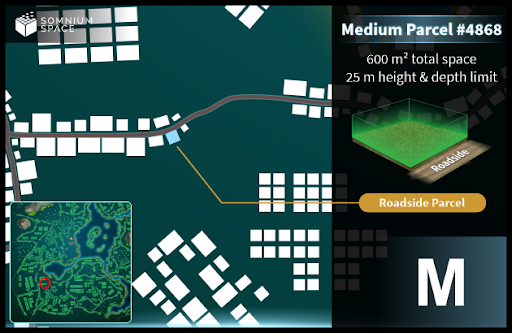 SOMNIUM
SPACE
Medium Parcel #4868
600 m² total space
25 m height & depth limit
Roadside
Roadside Parcel
M